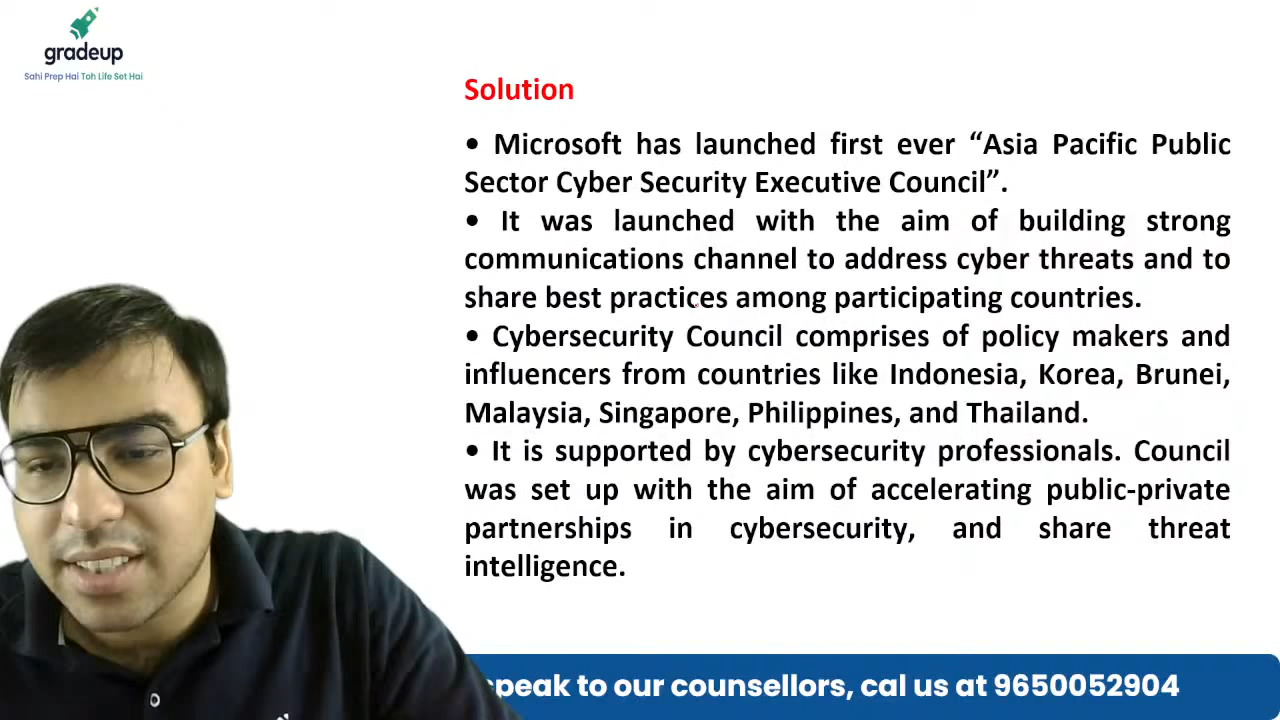 gradeup
Sahi Prep Hai Toh Life Set Hai
Solution
• Microsoft has launched first ever “Asia Pacific Public
Sector Cyber Security Executive Council”.
• It was launched with the aim of building strong
communications channel to address cyber threats and to
share best practices among participating countries.
• Cybersecurity Council comprises of policy makers and
influencers from countries like Indonesia, Korea, Brunei,
Malaysia, Singapore, Philippines, and Thailand.
• It is supported by cybersecurity professionals. Council
was set up with the aim of accelerating public-private
partnerships in cybersecurity, and share threat
intelligence.
speak to our counsellors, cal us at 9650052904